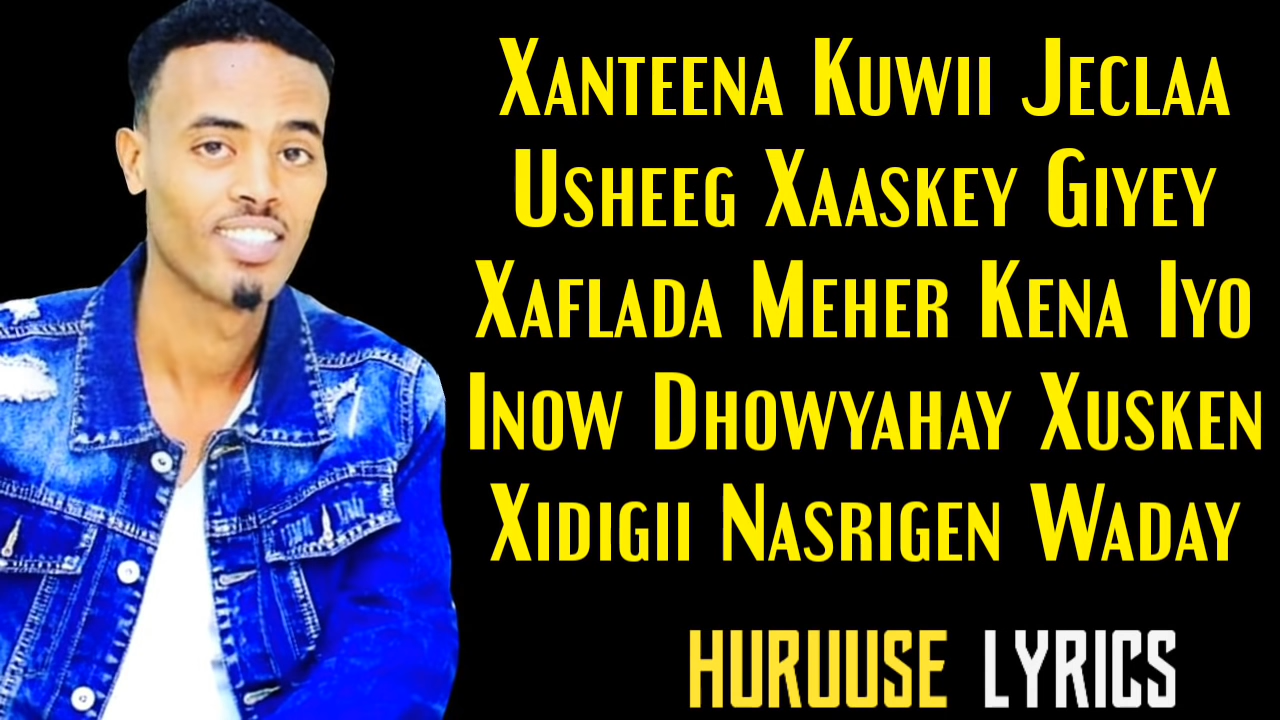 Xanteena Kuwii Jeclaa
Usheeg Xaaskey Giyey
Xaflada Meher Kena Iyo
Inow Dhowyahay Xusken
Xidigii Nasrigen Waday
HURUUSE LYRICS